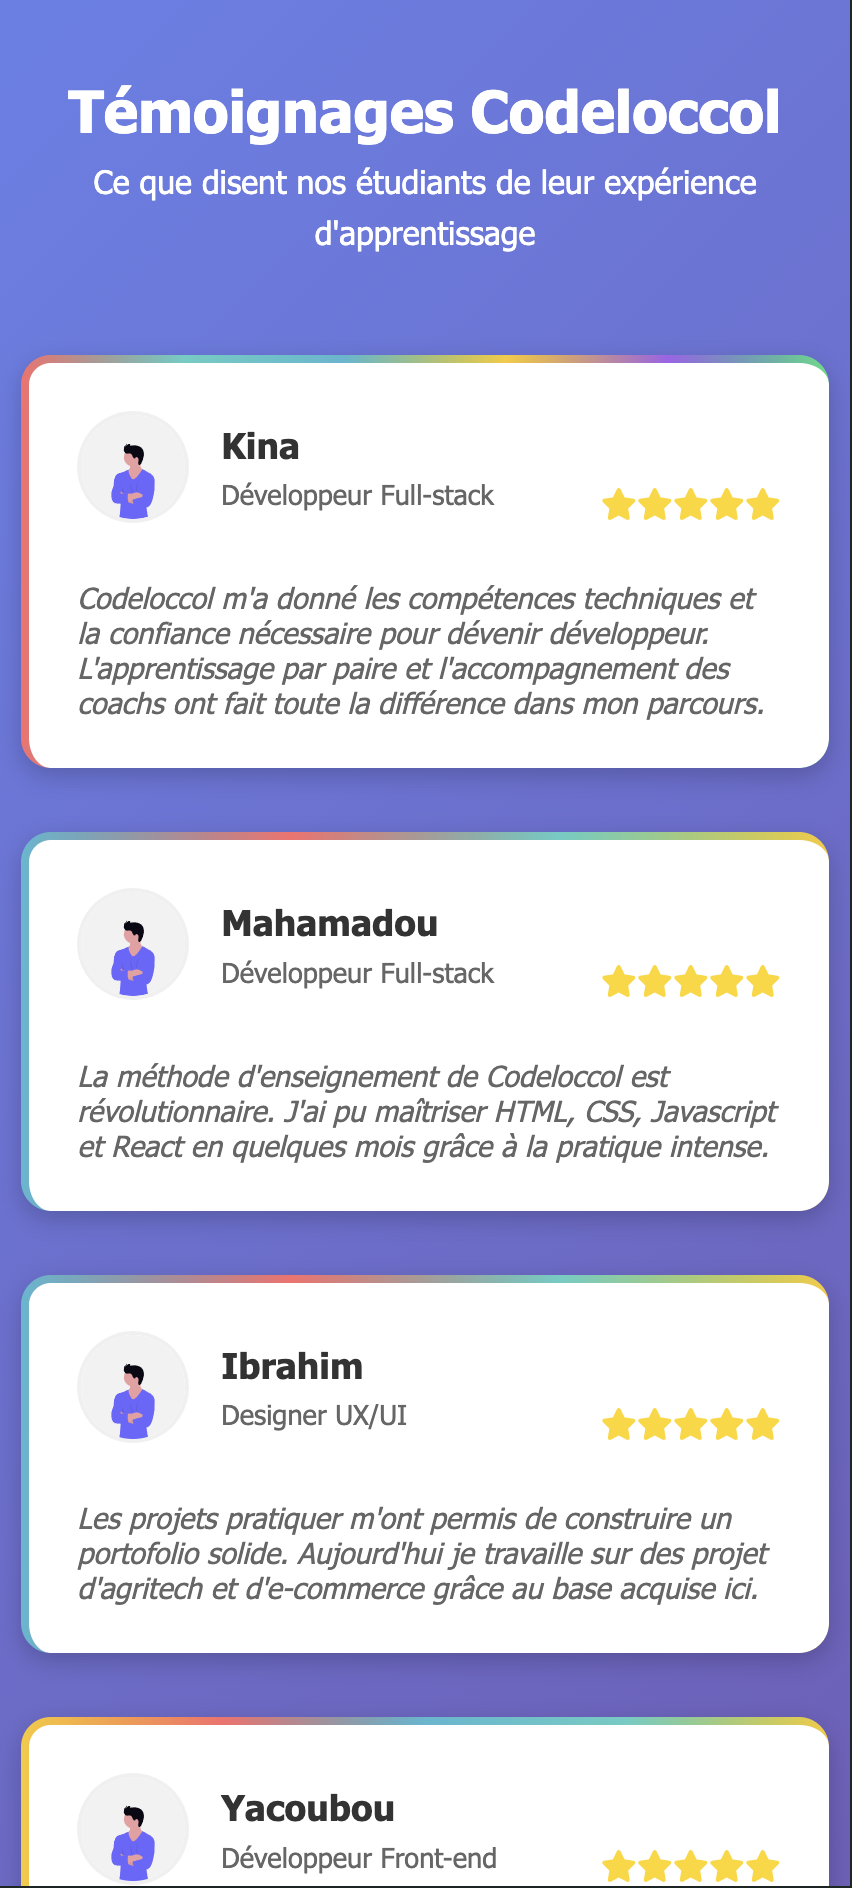 Témoignages Codeloccol
Ce que disent nos étudiants de leur expérience
d'apprentissage
Kina
Développeur Full-stack
Codeloccol m'a donné les compétences techniques et
la confiance nécessaire pour dévenir développeur.
L'apprentissage par paire et l'accompagnement des
coachs ont fait toute la différence dans mon parcours.
Mahamadou
Développeur Full-stack
La méthode d'enseignement de Codeloccol est
révolutionnaire. J'ai pu maîtriser HTML, CSS, Javascript
et React en quelques mois grâce à la pratique intense.
Ibrahim
Designer UX/UI
Les projets pratiquer m'ont permis de construire un
portofolio solide. Aujourd'hui je travaille sur des projet
d'agritech et d'e-commerce grâce au base acquise ici.
Yacoubou
Développeur Front-end